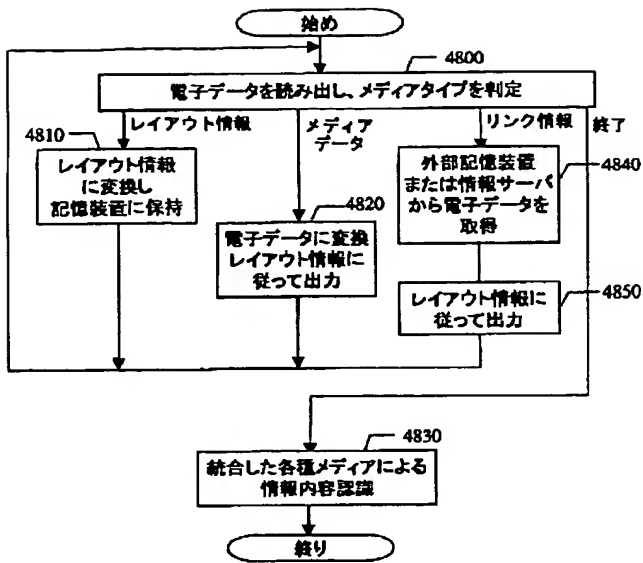 始め
4800
電子データを読み出し、メディアタイプを判定
レイアウト情報
メディア
データ
リンク情報
終了
4810
レイアウト情報
に変換し
記憶装置に保持
4820
電子データに変換
レイアウト情報に
従って出力
外部記憶装置
または情報サーバ
から電子データを
取得
4840
レイアウト情報に
従って出力
4850
4830
統合した各種メディアによる
情報内容認識
終り